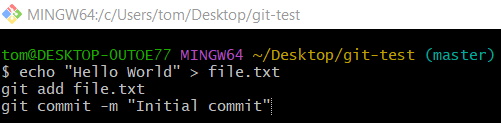 MINGW64:/c/Users/tom/Desktop/git-test
tom@DESKTOP-OUTOE77 MINGW64 ~/Desktop/git-test (master)
$ echo "Hello World" > file.txt
git add file.txt
git commit -m "Initial commit"